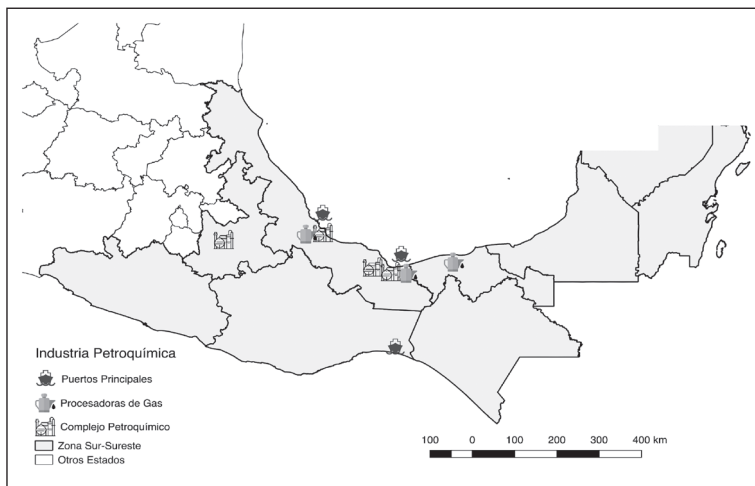 Industria Petroquímica
Puertos Principales
Procesadoras de Gas
Complejo Petroquímico
Zona Sur-Sureste
Otros Estados
100 0 100 200 300 400 km